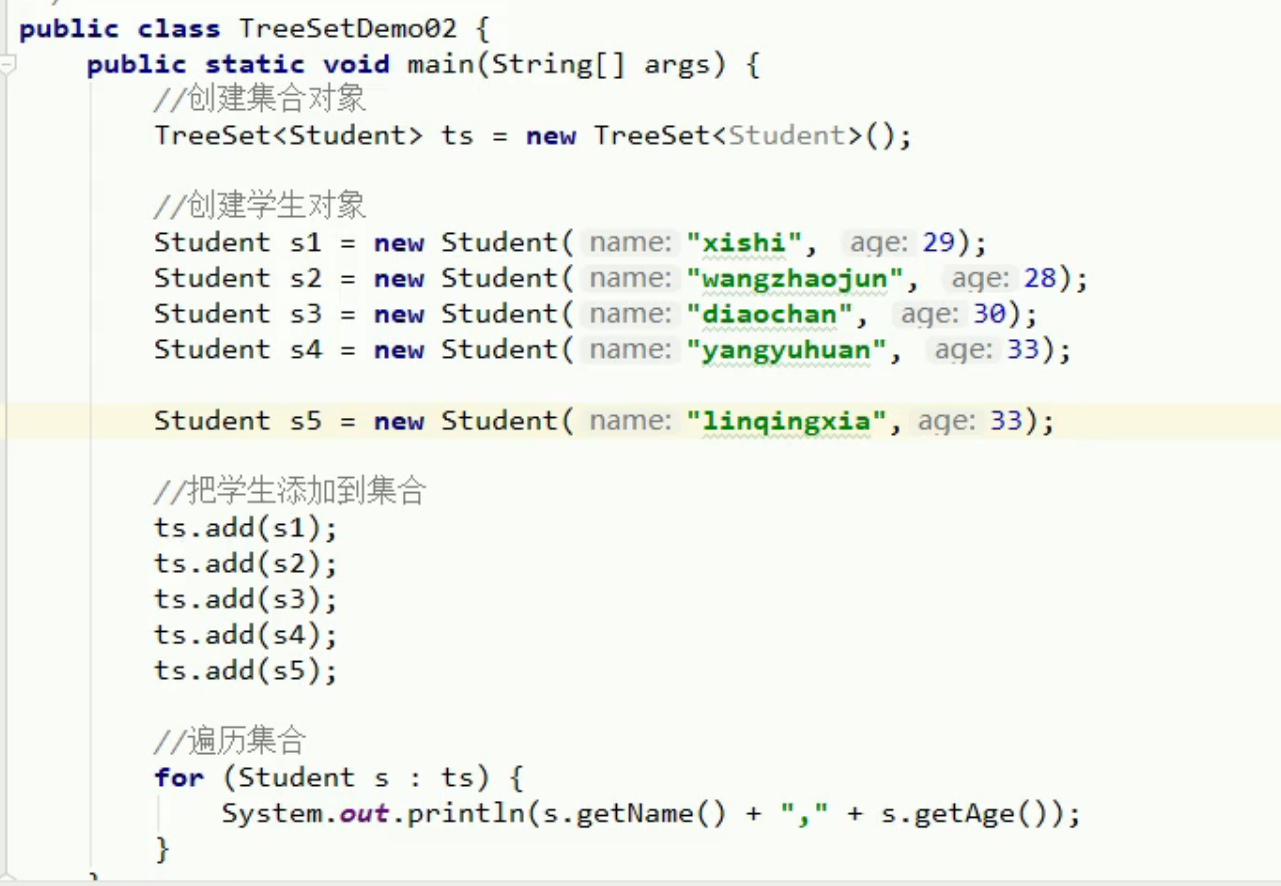 public class TreeSetDemo02 {
public static void main(String[] args) {
//创建集合对象
TreeSet<Student> ts = new TreeSet<Student>();
//创建学生对象
Student s1 = new Student( name: "xishi", age: 29);
Student s2 = new Student( name: "wangzhaojun", age: 28);
Student s3 = new Student( name: "diaochan", age: 30);
Student s4 = new Student( name: "yangyuhuan", age: 33);
Student s5 = new Student( name: "linqingxia", age: 33);
//把学生添加到集合
ts.add(s1);
ts.add(s2);
ts.add(s3);
ts.add(s4);
ts.add(s5);
//遍历集合
for (Student s : ts) {
System.out.println(s.getName() + "," + s.getAge());
}